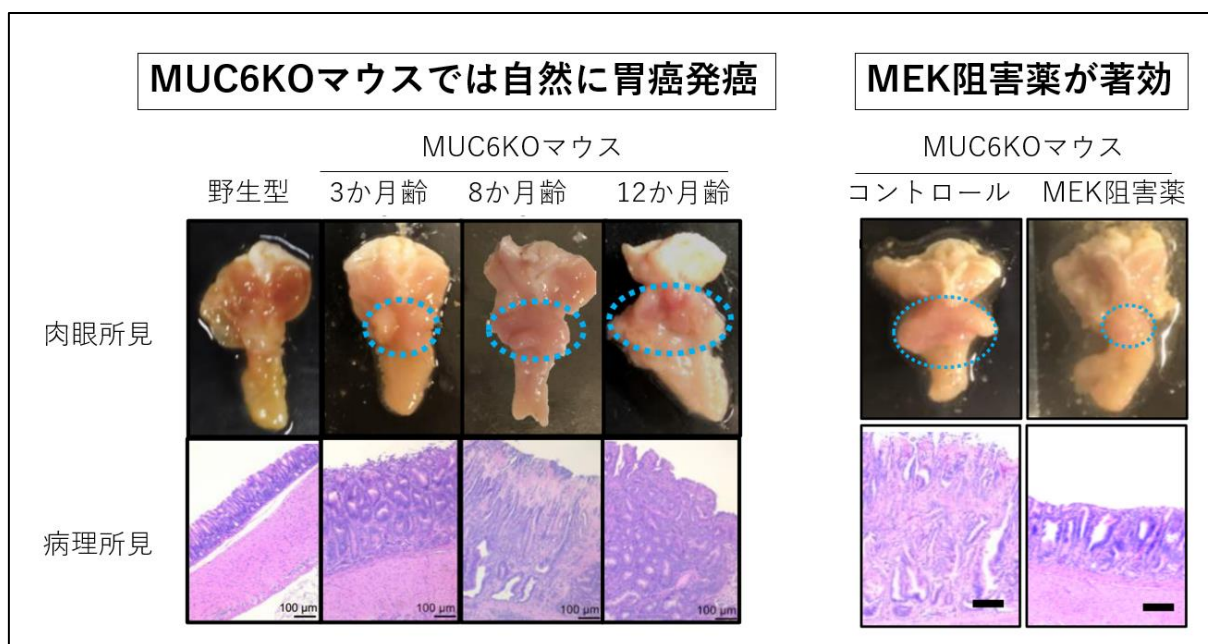 MUC6KOマウスでは自然に胃癌発癌
MEK阻害薬が著効
MUC6KOマウス
野生型
3か月齢
8か月齢
12か月齢
MUC6KOマウス
コントロール
MEK阻害薬
肉眼所見
病理所見
100 µm
100 µm
100 µm
100 µm